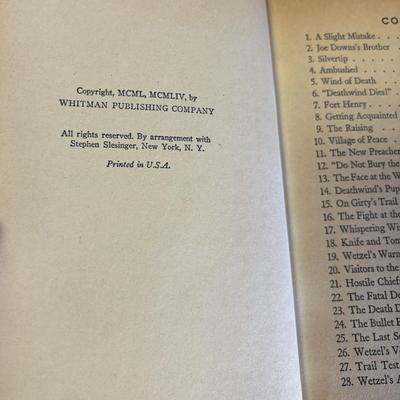 Copyright, MCML, MCMLIV, by
WHITMAN PUBLISHING COMPANY
All rights reserved. By arrangement with
Stephen Slesinger, New York, N. Y.
Printed in U.S.A.
CO
1. A Slight Mistake . . . .
2. Joe Downs's Brother .
3. Silvertip . . . .
4. Ambushed . . . .
5. Wind of Death . .
6. "Deathwind Dies!" .
7. Fort Henry . . . .
8. Getting Acquainted
9. The Raising . .
10. Village of Peace .
11. The New Preacher
12. "Do Not Bury the
13. The Face at the W
14. Deathwind's Pup
15. On Girty's Trail
16. The Fight at the
17. Whispering Wi
18. Knife and Tom
19. Wetzel's Warn
20. Visitors to the
21. Hostile Chiefs
22. The Fatal De
23. The Death D
24. The Bullet F
25. The Last Se
26. Wetzel's V
27. Trail Test
28. Wetzel's A